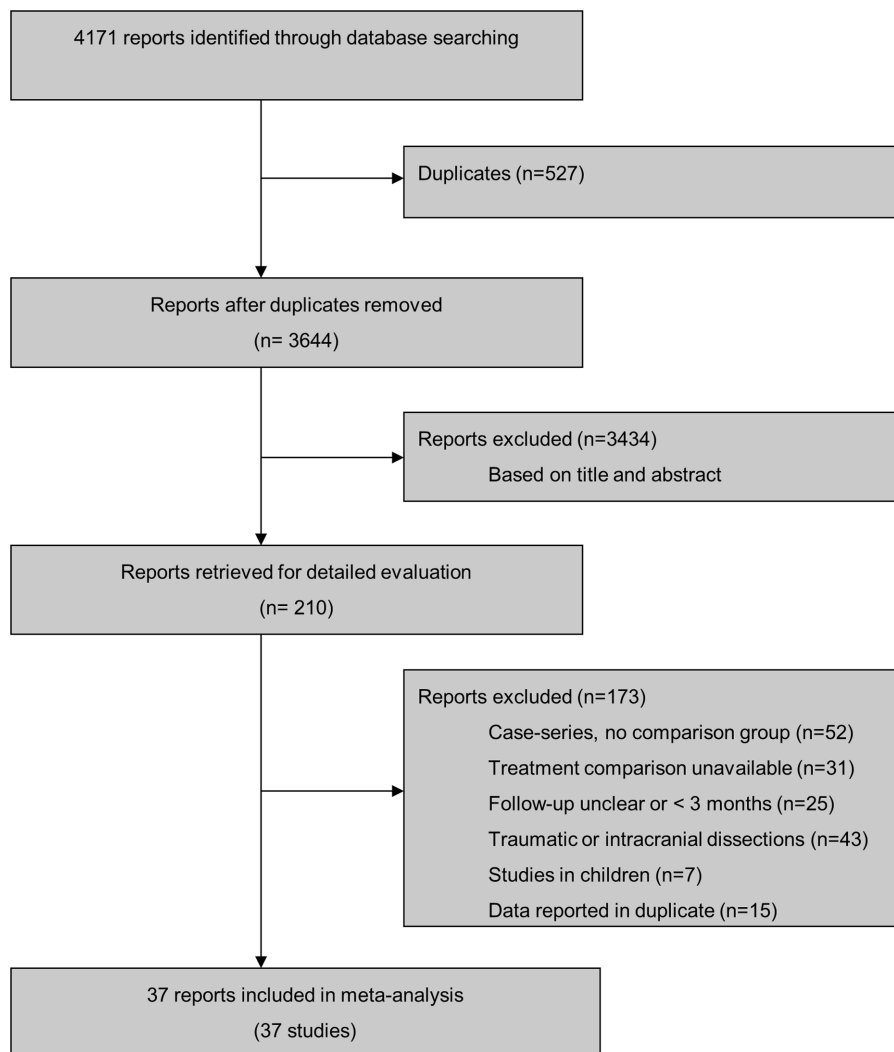 4171 reports identified through database searching
Duplicates (n=527)
Reports after duplicates removed
(n= 3644)
Reports excluded (n=3434)
Based on title and abstract
Reports retrieved for detailed evaluation
(n= 210)
Reports excluded (n=173)
Case-series, no comparison group (n=52)
Treatment comparison unavailable (n=31)
Follow-up unclear or < 3 months (n=25)
Traumatic or intracranial dissections (n=43)
Studies in children (n=7)
Data reported in duplicate (n=15)
37 reports included in meta-analysis
(37 studies)